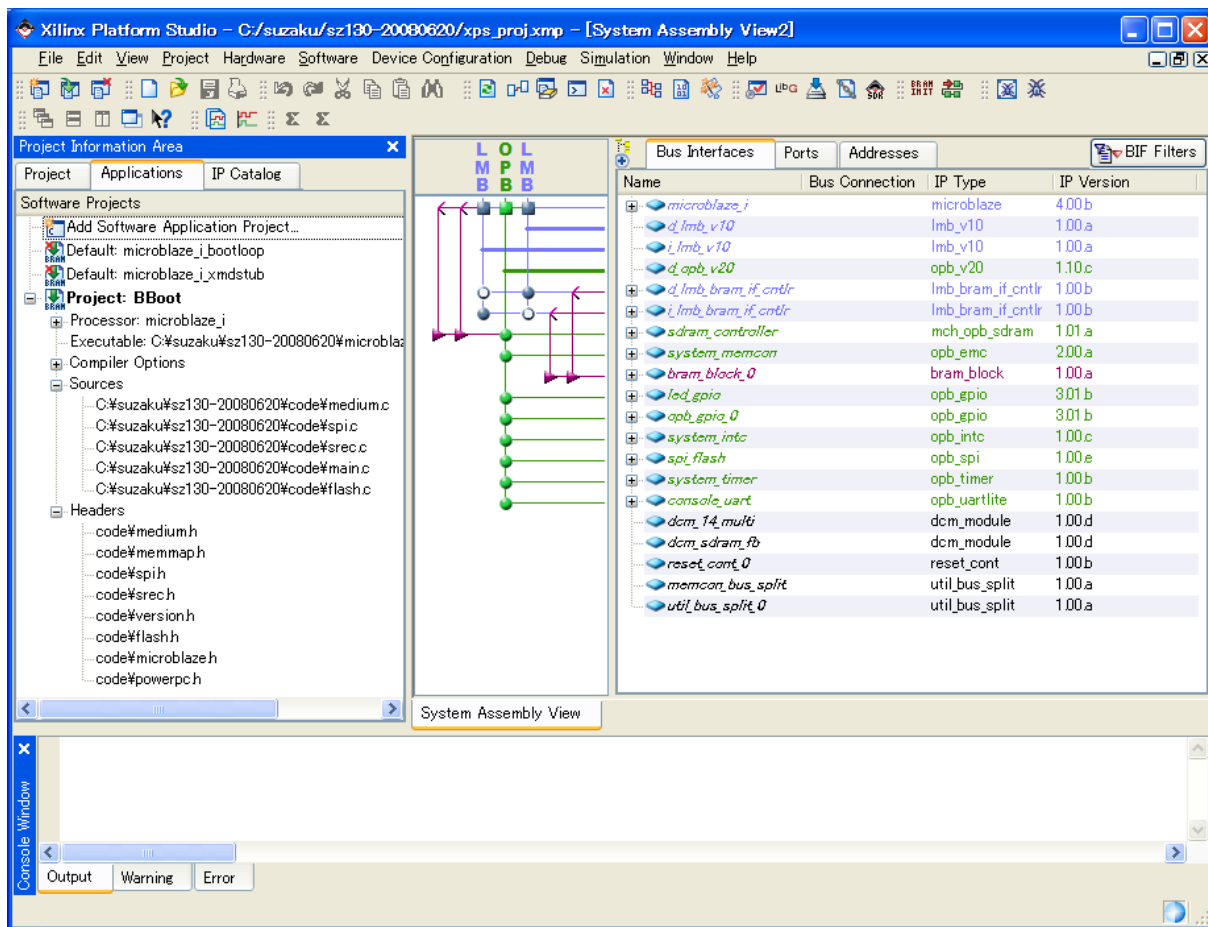 Xilinx Platform Studio - C:/suzaku/sz130-20080620/xps_proj.xmp - [System Assembly View2]
File Edit View Project Hardware Software Device Configuration Debug Simulation Window Help
Project Information Area
Project Applications IP Catalog
Software Projects
Add Software Application Project...
Default: microblaze_i_bootloop
Default: microblaze_i_xmdstub
Project: BBoot
Processor: microblaze_i
Executable: C:¥suzaku¥sz130-20080620¥microblaz
Compiler Options
Sources
C:¥suzaku¥sz130-20080620¥code¥medium.c
C:¥suzaku¥sz130-20080620¥code¥spi.c
C:¥suzaku¥sz130-20080620¥code¥srec.c
C:¥suzaku¥sz130-20080620¥code¥main.c
C:¥suzaku¥sz130-20080620¥code¥flash.c
Headers
code¥medium.h
code¥memmap.h
code¥spi.h
code¥srec.h
code¥version.h
code¥flash.h
code¥microblaze.h
code¥powerpc.h
L O L
M P M
B B B
System Assembly View
Bus Interfaces Ports Addresses BIF Filters
Name Bus Connection IP Type IP Version
microblaze_i microblaze 4.00.b
d_lmb_v10 lmb_v10 1.00.a
i_lmb_v10 lmb_v10 1.00.a
d_opb_v20 opb_v20 1.10.c
d_lmb_bram_if_cntlr lmb_bram_if_cntlr 1.00.b
i_lmb_bram_if_cntlr lmb_bram_if_cntlr 1.00.b
sdram_controller mch_opb_sdram 1.01.a
system_memcon opb_emc 2.00.a
bram_block_0 bram_block 1.00.a
led_gpio opb_gpio 3.01.b
opb_gpio_0 opb_gpio 3.01.b
system_intc opb_intc 1.00.c
spi_flash opb_spi 1.00.e
system_timer opb_timer 1.00.b
console_uart opb_uartlite 1.00.b
dcm_14_multi dcm_module 1.00.d
dcm_sdram_fb dcm_module 1.00.d
reset_cont_0 reset_cont 1.00.b
memcon_bus_split util_bus_split 1.00.a
util_bus_split_0 util_bus_split 1.00.a
Console Window
Output Warning Error